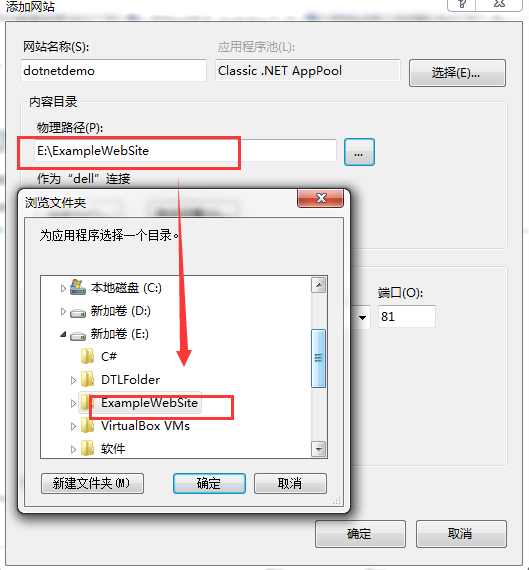 添加网站
网站名称(S):
应用程序池(L):
dotnetdemo
Classic .NET AppPool
选择(E)...
内容目录
物理路径(P):
E:\ExampleWebSite
...
作为“dell”连接
浏览文件夹
为应用程序选择一个目录。
本地磁盘 (C:)
新加卷 (D:)
新加卷 (E:)
C#
DTLFolder
ExampleWebSite
VirtualBox VMs
软件
新建文件夹(M)
确定
取消
端口(O):
81
确定
取消